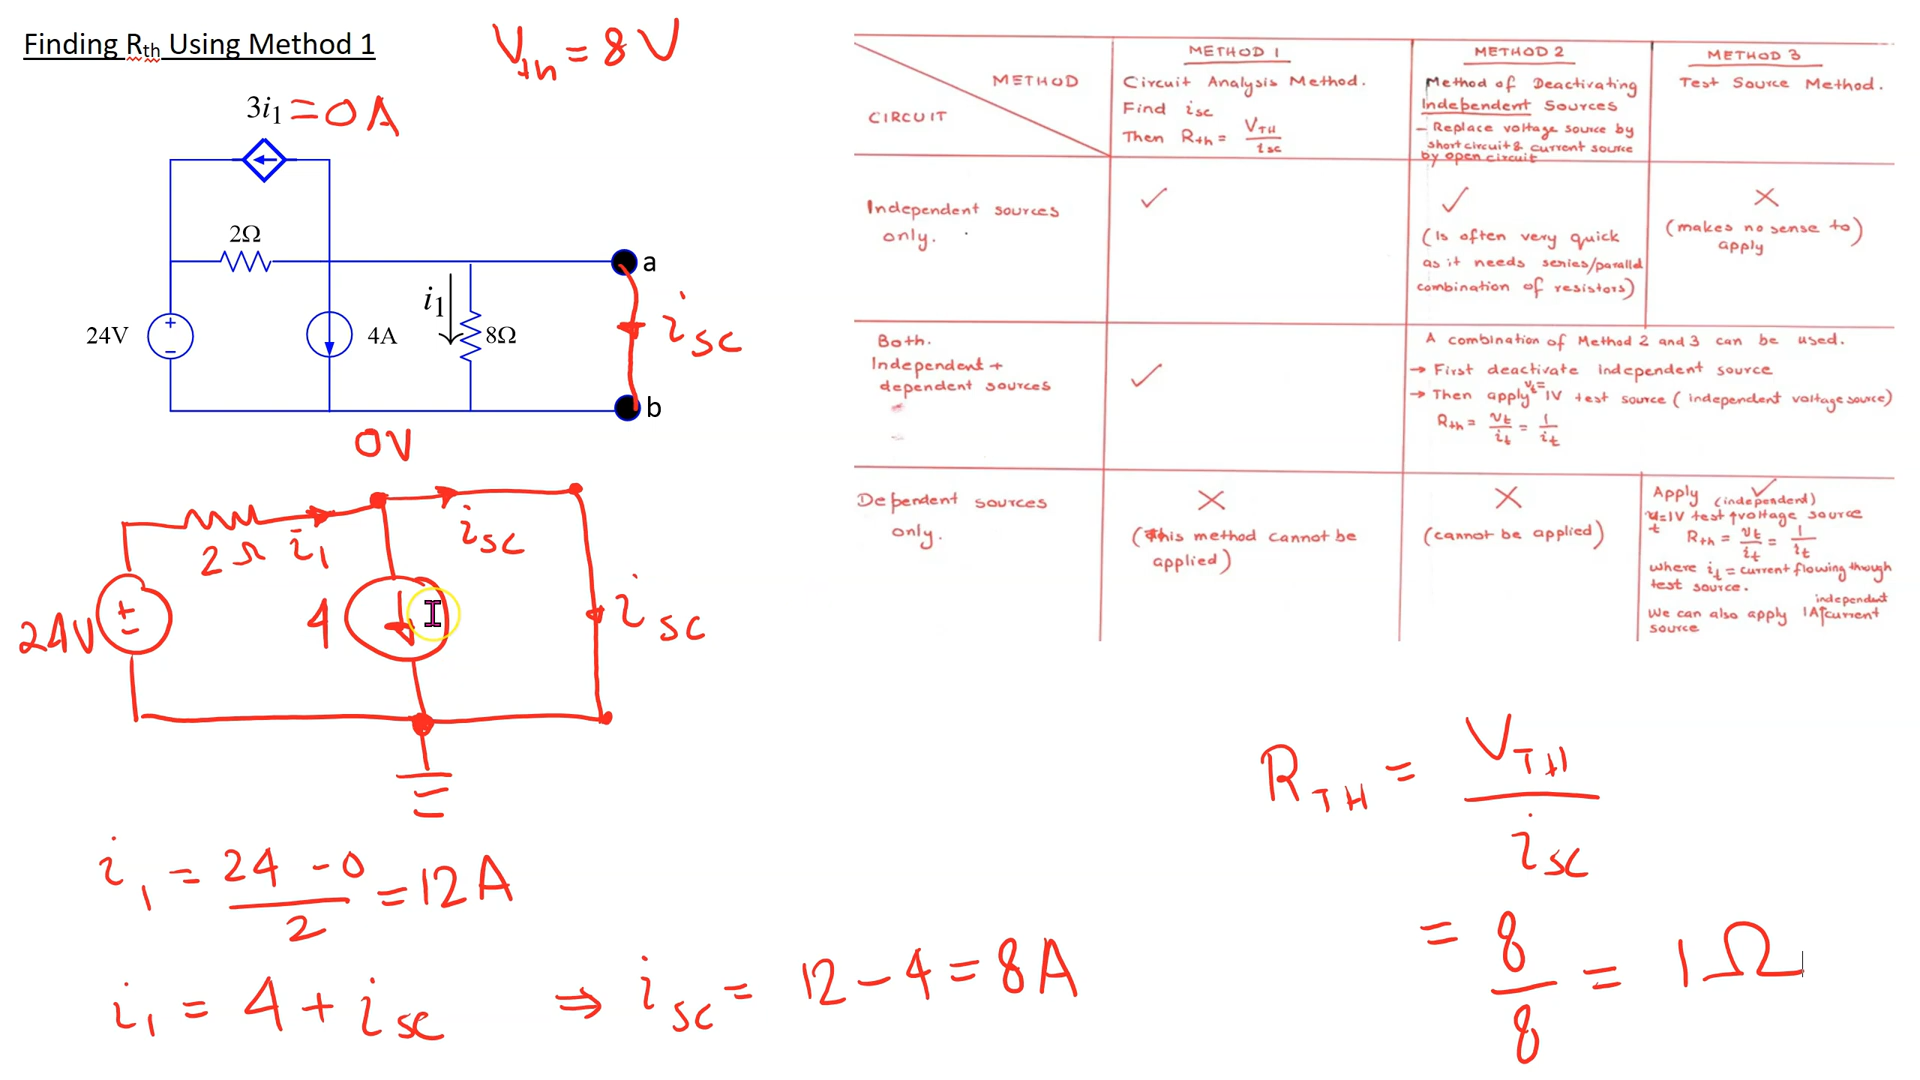 Finding Rth Using Method 1
Vth = 8V
3i1 = 0A
2Ω
24V
4A
i1
8Ω
a
b
isc
0V
2Ω
i1
isc
24V
4
isc
i1 = 24 - 0 / 2 = 12A
i1 = 4 + isc ⇒ isc = 12 - 4 = 8A
METHOD
CIRCUIT
METHOD 1
Circuit Analysis Method.
Find isc
Then Rth = VTH / isc
METHOD 2
Method of Deactivating
Independent Sources
- Replace voltage source by
short circuit & current source
by open circuit
METHOD 3
Test Source Method.
Independent sources
only.
✓
✓
(Is often very quick
as it needs series/parallel
combination of resistors)
✗
(makes no sense to)
apply
Both.
Independent +
dependent sources
✓
A combination of Method 2 and 3 can be used.
→ First deactivate independent source
→ Then apply vt= 1V test source (independent voltage source)
Rth = vt / it = 1 / it
Dependent sources
only.
✗
(this method cannot be
applied)
✗
(cannot be applied)
✓
Apply (independent)
vt=1V test ↑ voltage source
Rth = vt / it = 1 / it
where it = current flowing though
test source.
independent
We can also apply 1A↑current
source
RTH = VTH / isc
= 8 / 8 = 1Ω